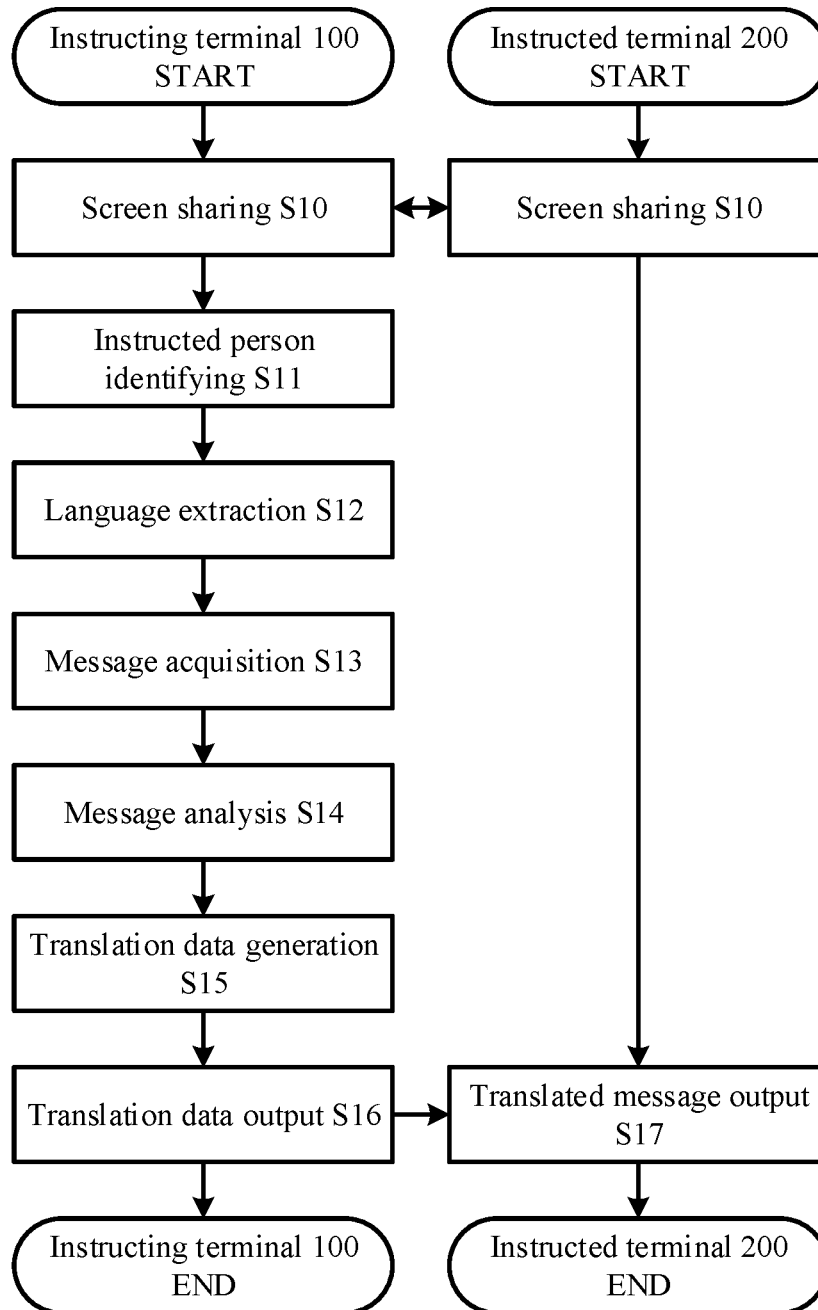 Instructing terminal 100
START
Instructed terminal 200
START
Screen sharing S10
Screen sharing S10
Instructed person
identifying S11
Language extraction S12
Message acquisition S13
Message analysis S14
Translation data generation
S15
Translation data output S16
Translated message output
S17
Instructing terminal 100
END
Instructed terminal 200
END